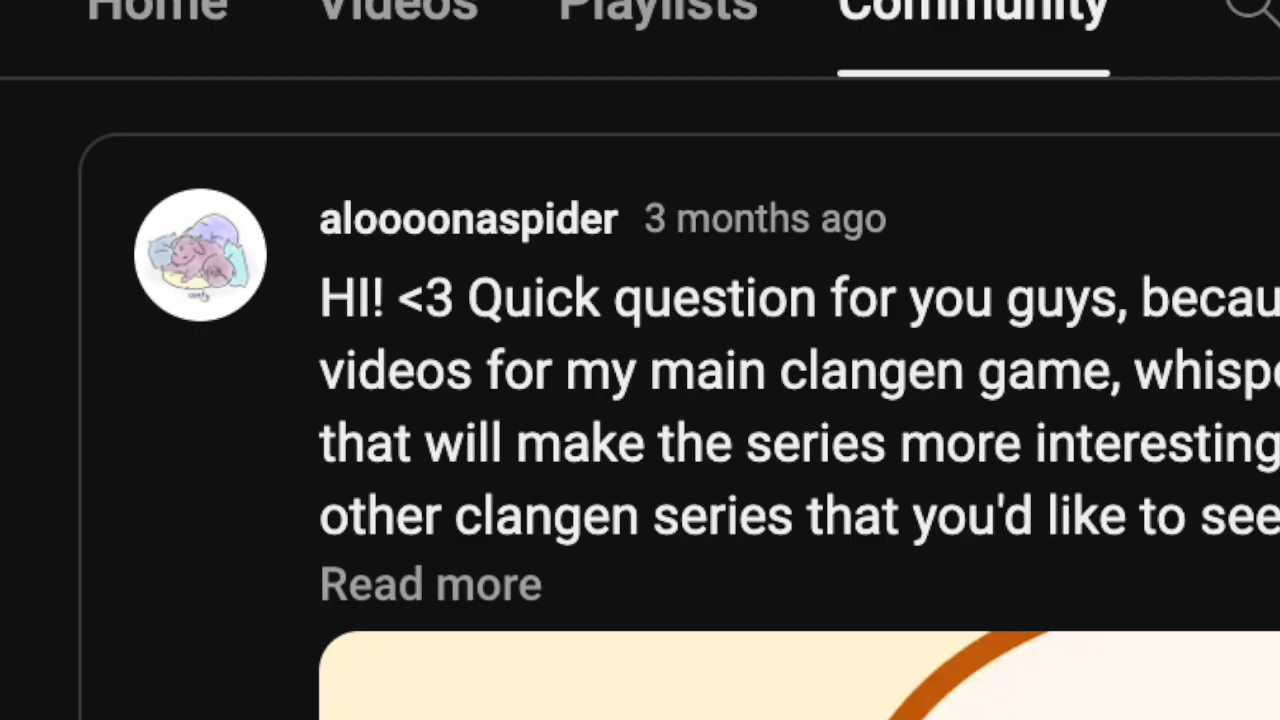 Home Videos Playlists Community
aloooonaspider 3 months ago
HI! <3 Quick question for you guys, becau
videos for my main clangen game, whisp
that will make the series more interesting
other clangen series that you'd like to see
Read more